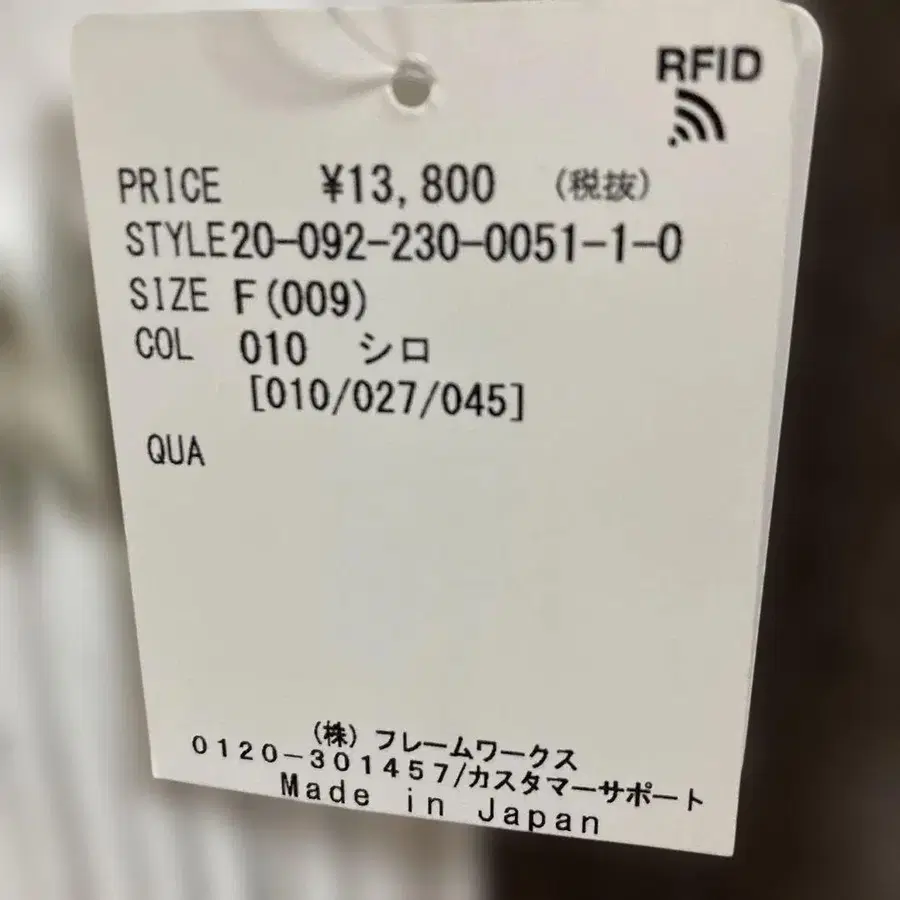 RFID
PRICE ¥13,800 (税抜)
STYLE20-092-230-0051-1-0
SIZE F(009)
COL 010 シロ
[010/027/045]
QUA
(株) フレームワークス
0120-301457/カスタマーサポート
Made in Japan